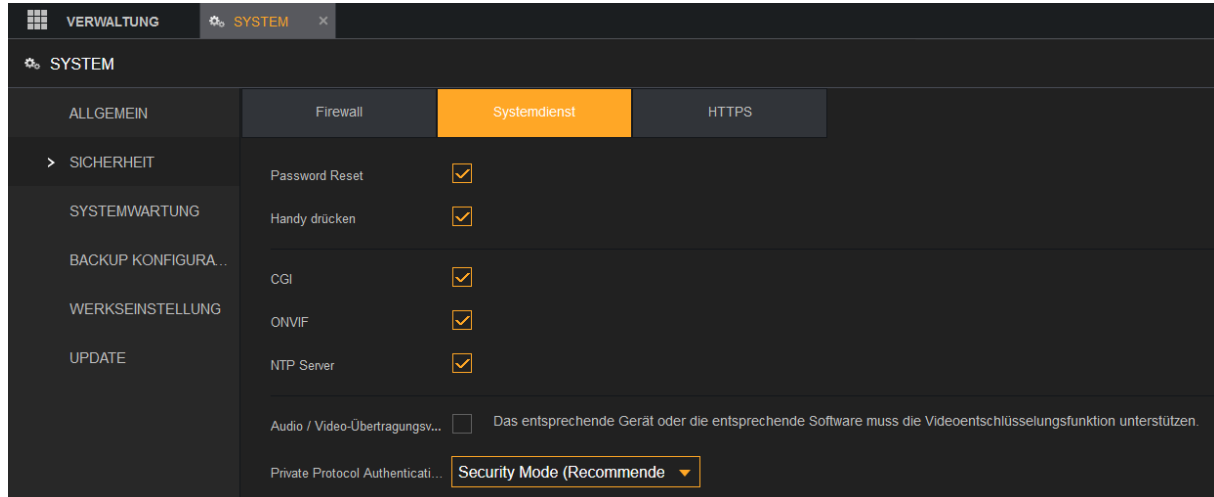 VERWALTUNG SYSTEM ×
SYSTEM
ALLGEMEIN
SICHERHEIT
SYSTEMWARTUNG
BACKUP KONFIGURA...
WERKSEINSTELLUNG
UPDATE
Firewall Systemdienst HTTPS
Password Reset
Handy drücken
CGI
ONVIF
NTP Server
Audio / Video-Übertragungsv... Das entsprechende Gerät oder die entsprechende Software muss die Videoentschlüsselungsfunktion unterstützen.
Private Protocol Authenticati... Security Mode (Recommende